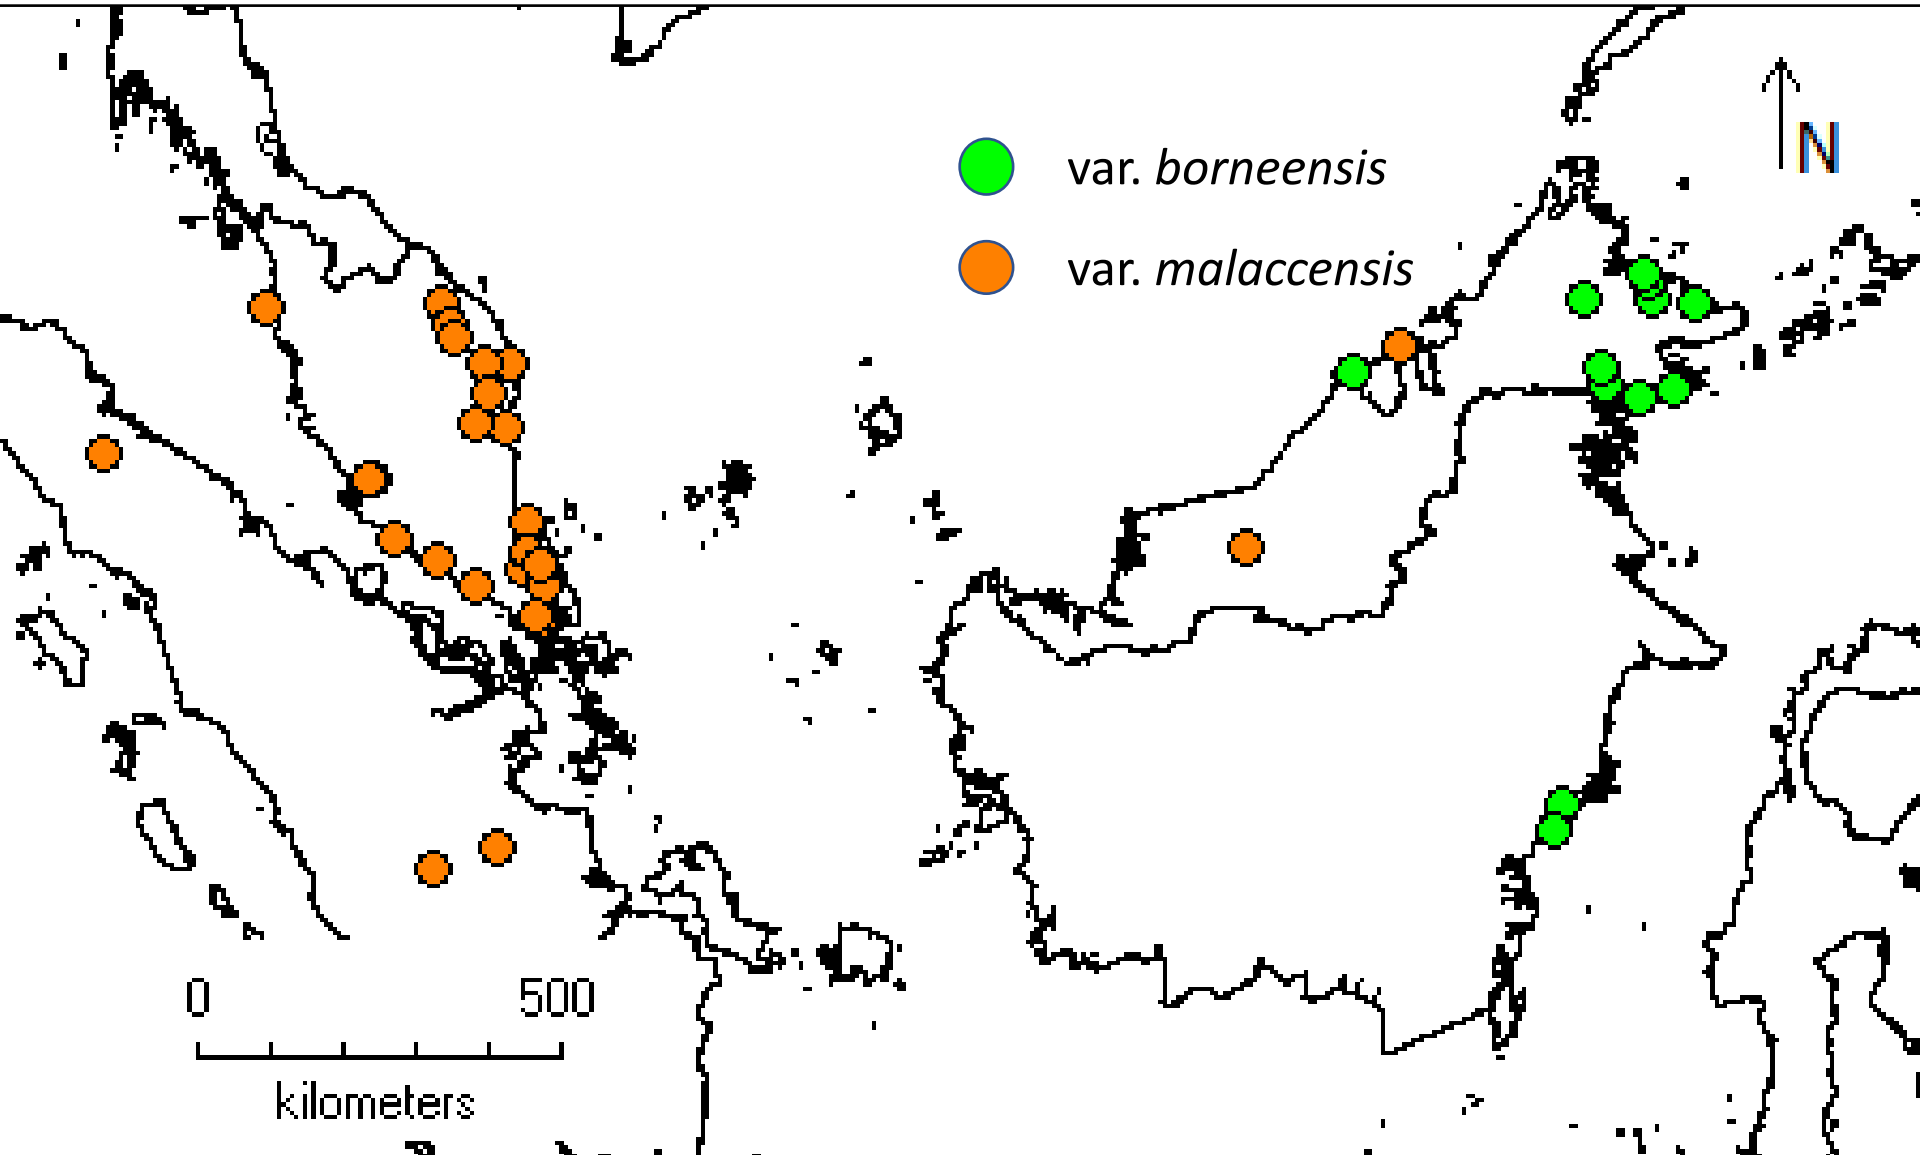 N
var. borneensis
var. malaccensis
0 500
kilometers